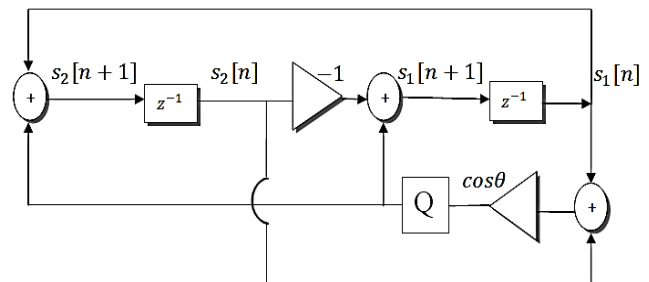 s₂[n + 1]
s₂[n]
−1
s₁[n + 1]
s₁[n]
+
z⁻¹
+
z⁻¹
cosθ
Q
+